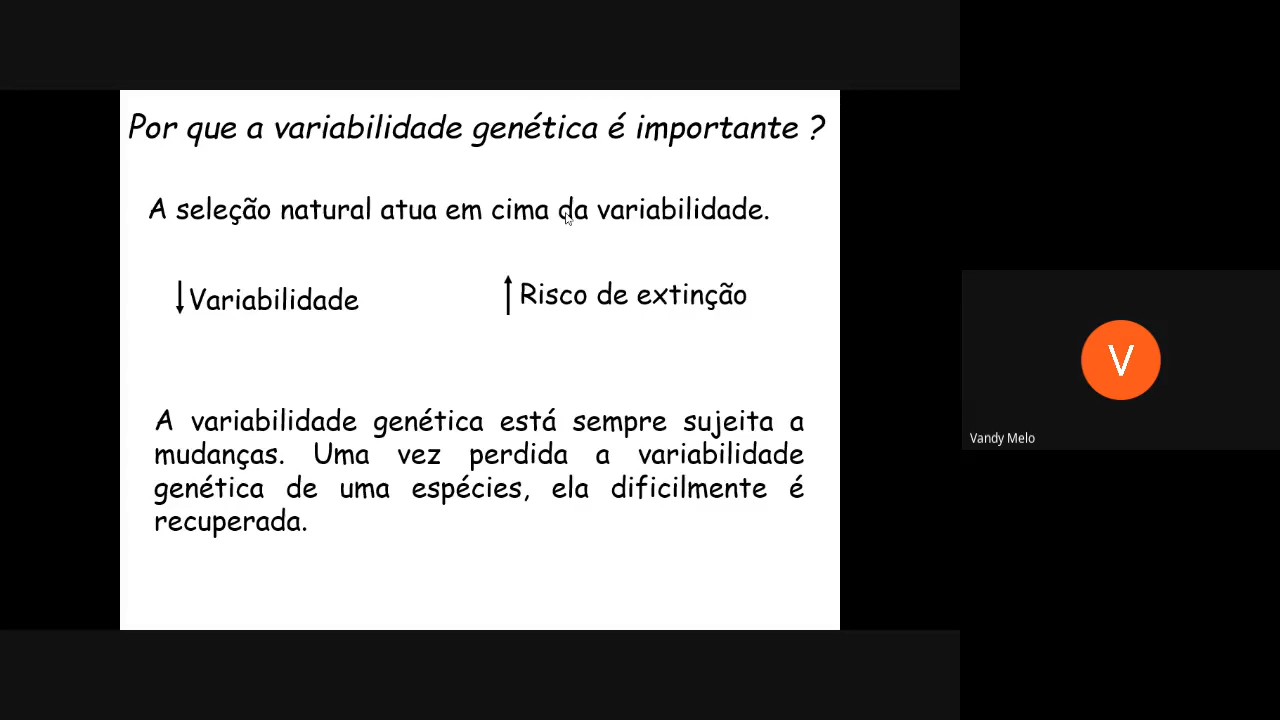 Por que a variabilidade genética é importante ?
A seleção natural atua em cima da variabilidade.
↓Variabilidade
↑Risco de extinção
A variabilidade genética está sempre sujeita a
mudanças. Uma vez perdida a variabilidade
genética de uma espécies, ela dificilmente é
recuperada.
V
Vandy Melo